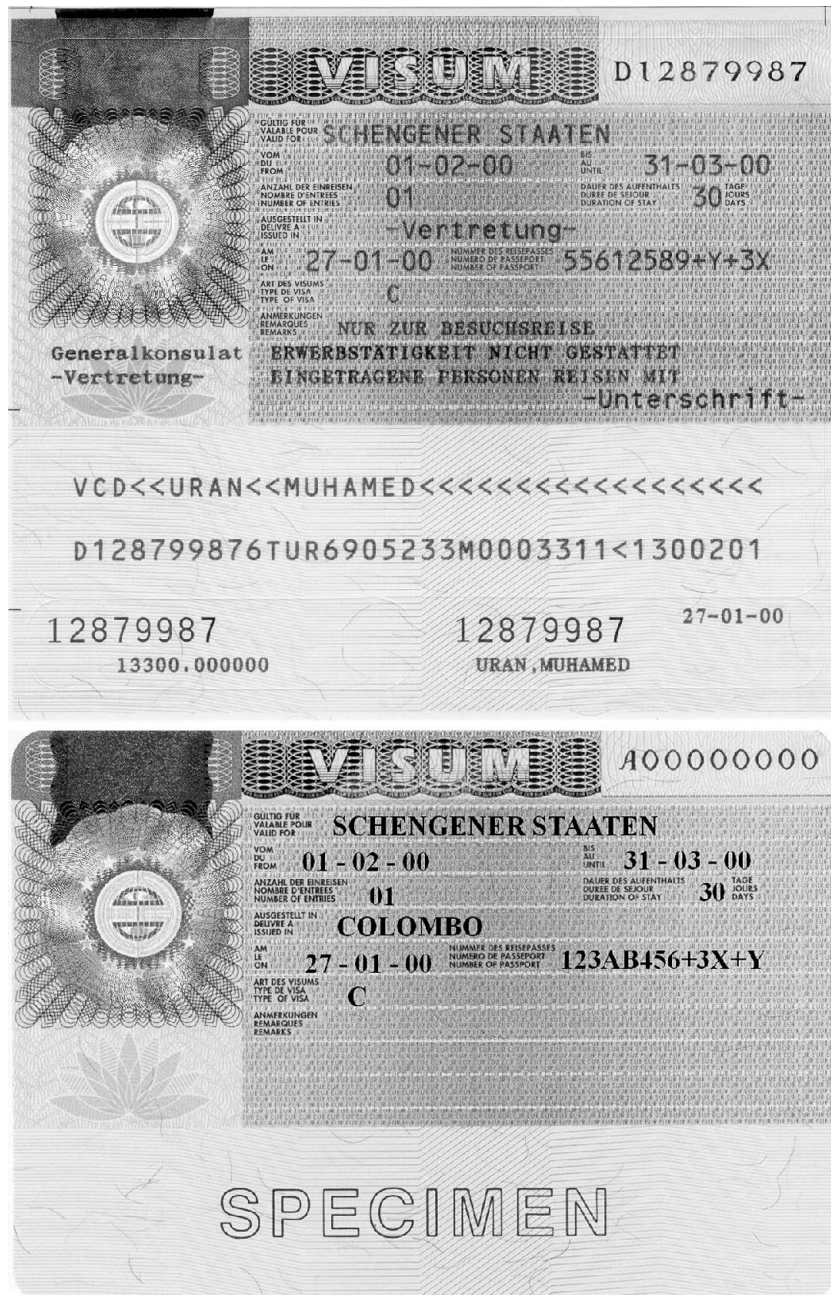 VISUM D12879987
GÜLTIG FÜR
VALABLE POUR
VALID FOR
SCHENGENER STAATEN
VOM
DU
FROM
01-02-00
BIS
AU
UNTIL
31-03-00
ANZAHL DER EINREISEN
NOMBRE D'ENTREES
NUMBER OF ENTRIES
01
DAUER DES AUFENTHALTS
DUREE DE SEJOUR
DURATION OF STAY
30
TAGE
JOURS
DAYS
AUSGESTELLT IN
DELIVRE A
ISSUED IN
-Vertretung-
AM
LE
ON
27-01-00
NUMMER DES REISEPASSES
NUMERO DE PASSEPORT
NUMBER OF PASSPORT
55612589+Y+3X
ART DES VISUMS
TYPE DE VISA
TYPE OF VISA
C
ANMERKUNGEN
REMARQUES
REMARKS
NUR ZUR BESUCHSREISE
ERWERBSTÄTIGKEIT NICHT GESTATTET
EINGETRAGENE PERSONEN REISEN MIT
Generalkonsulat
-Vertretung-
-Unterschrift-
VCD<<URAN<<MUHAMED<<<<<<<<<<<<<<<<<<
D128799876TUR6905233M0003311<1300201
12879987 12879987 27-01-00
13300.000000 URAN,MUHAMED
VISUM A00000000
GÜLTIG FÜR
VALABLE POUR
VALID FOR
SCHENGENER STAATEN
VOM
DU
FROM
01 - 02 - 00
BIS
AU
UNTIL
31 - 03 - 00
ANZAHL DER EINREISEN
NOMBRE D'ENTREES
NUMBER OF ENTRIES
01
DAUER DES AUFENTHALTS
DUREE DE SEJOUR
DURATION OF STAY
30
TAGE
JOURS
DAYS
AUSGESTELLT IN
DELIVRE A
ISSUED IN
COLOMBO
AM
LE
ON
27 - 01 - 00
NUMMER DES REISEPASSES
NUMERO DE PASSEPORT
NUMBER OF PASSPORT
123AB456+3X+Y
ART DES VISUMS
TYPE DE VISA
TYPE OF VISA
C
ANMERKUNGEN
REMARQUES
REMARKS
SPECIMEN